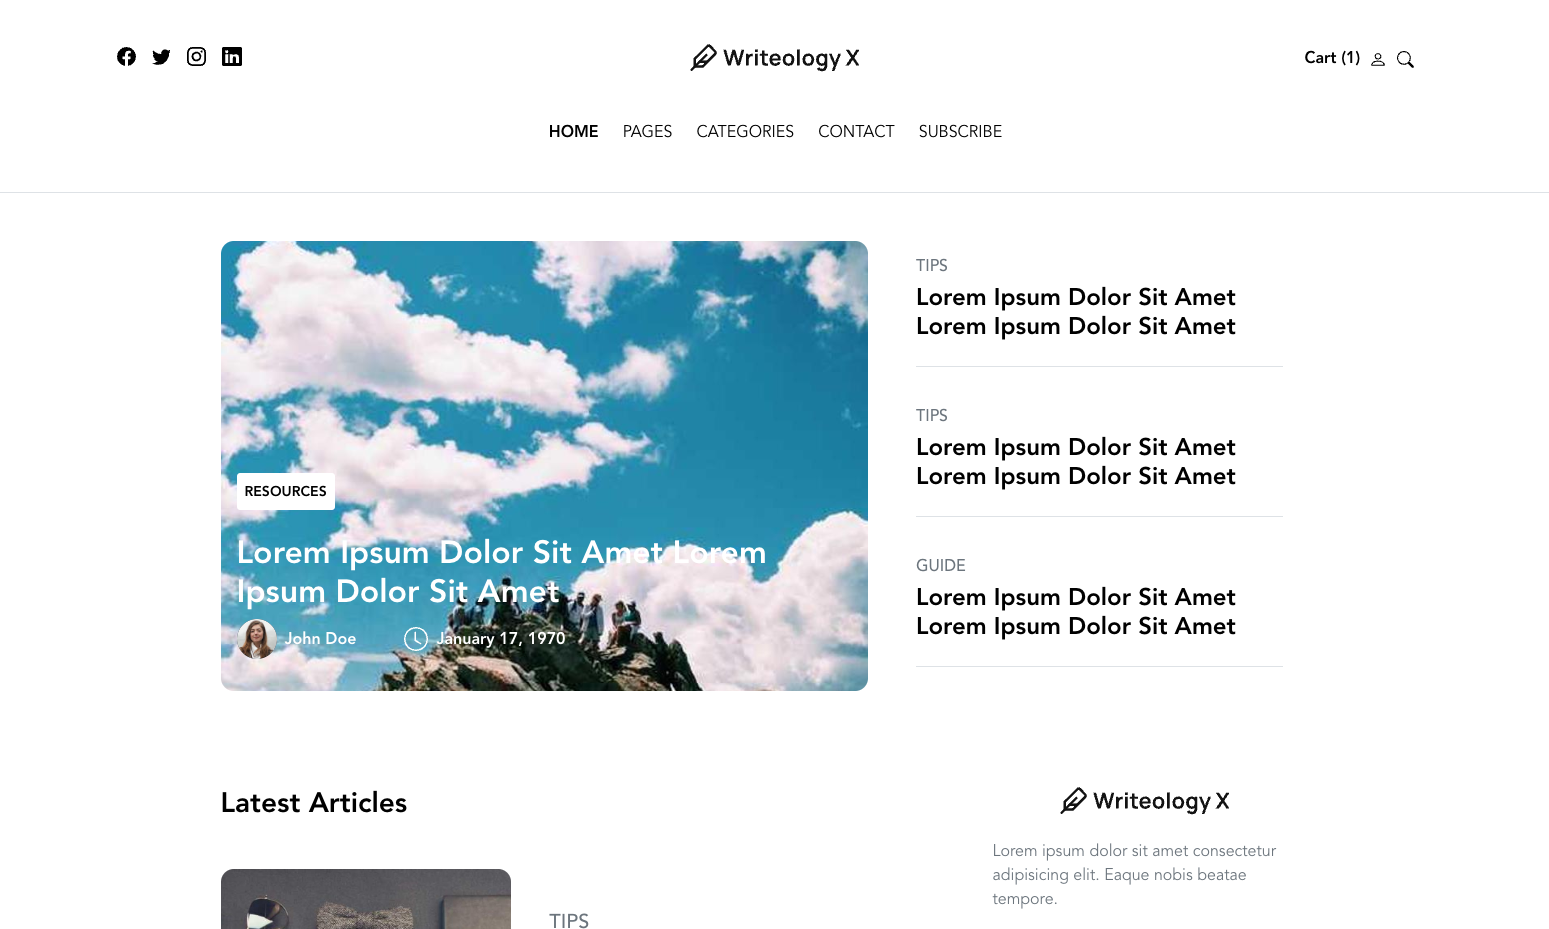 Writeology X
Cart (1)
HOME PAGES CATEGORIES CONTACT SUBSCRIBE
RESOURCES
Lorem Ipsum Dolor Sit Amet Lorem
Ipsum Dolor Sit Amet
John Doe
January 17, 1970
TIPS
Lorem Ipsum Dolor Sit Amet
Lorem Ipsum Dolor Sit Amet
TIPS
Lorem Ipsum Dolor Sit Amet
Lorem Ipsum Dolor Sit Amet
GUIDE
Lorem Ipsum Dolor Sit Amet
Lorem Ipsum Dolor Sit Amet
Latest Articles
TIPS
Writeology X
Lorem ipsum dolor sit amet consectetur
adipisicing elit. Eaque nobis beatae
tempore.